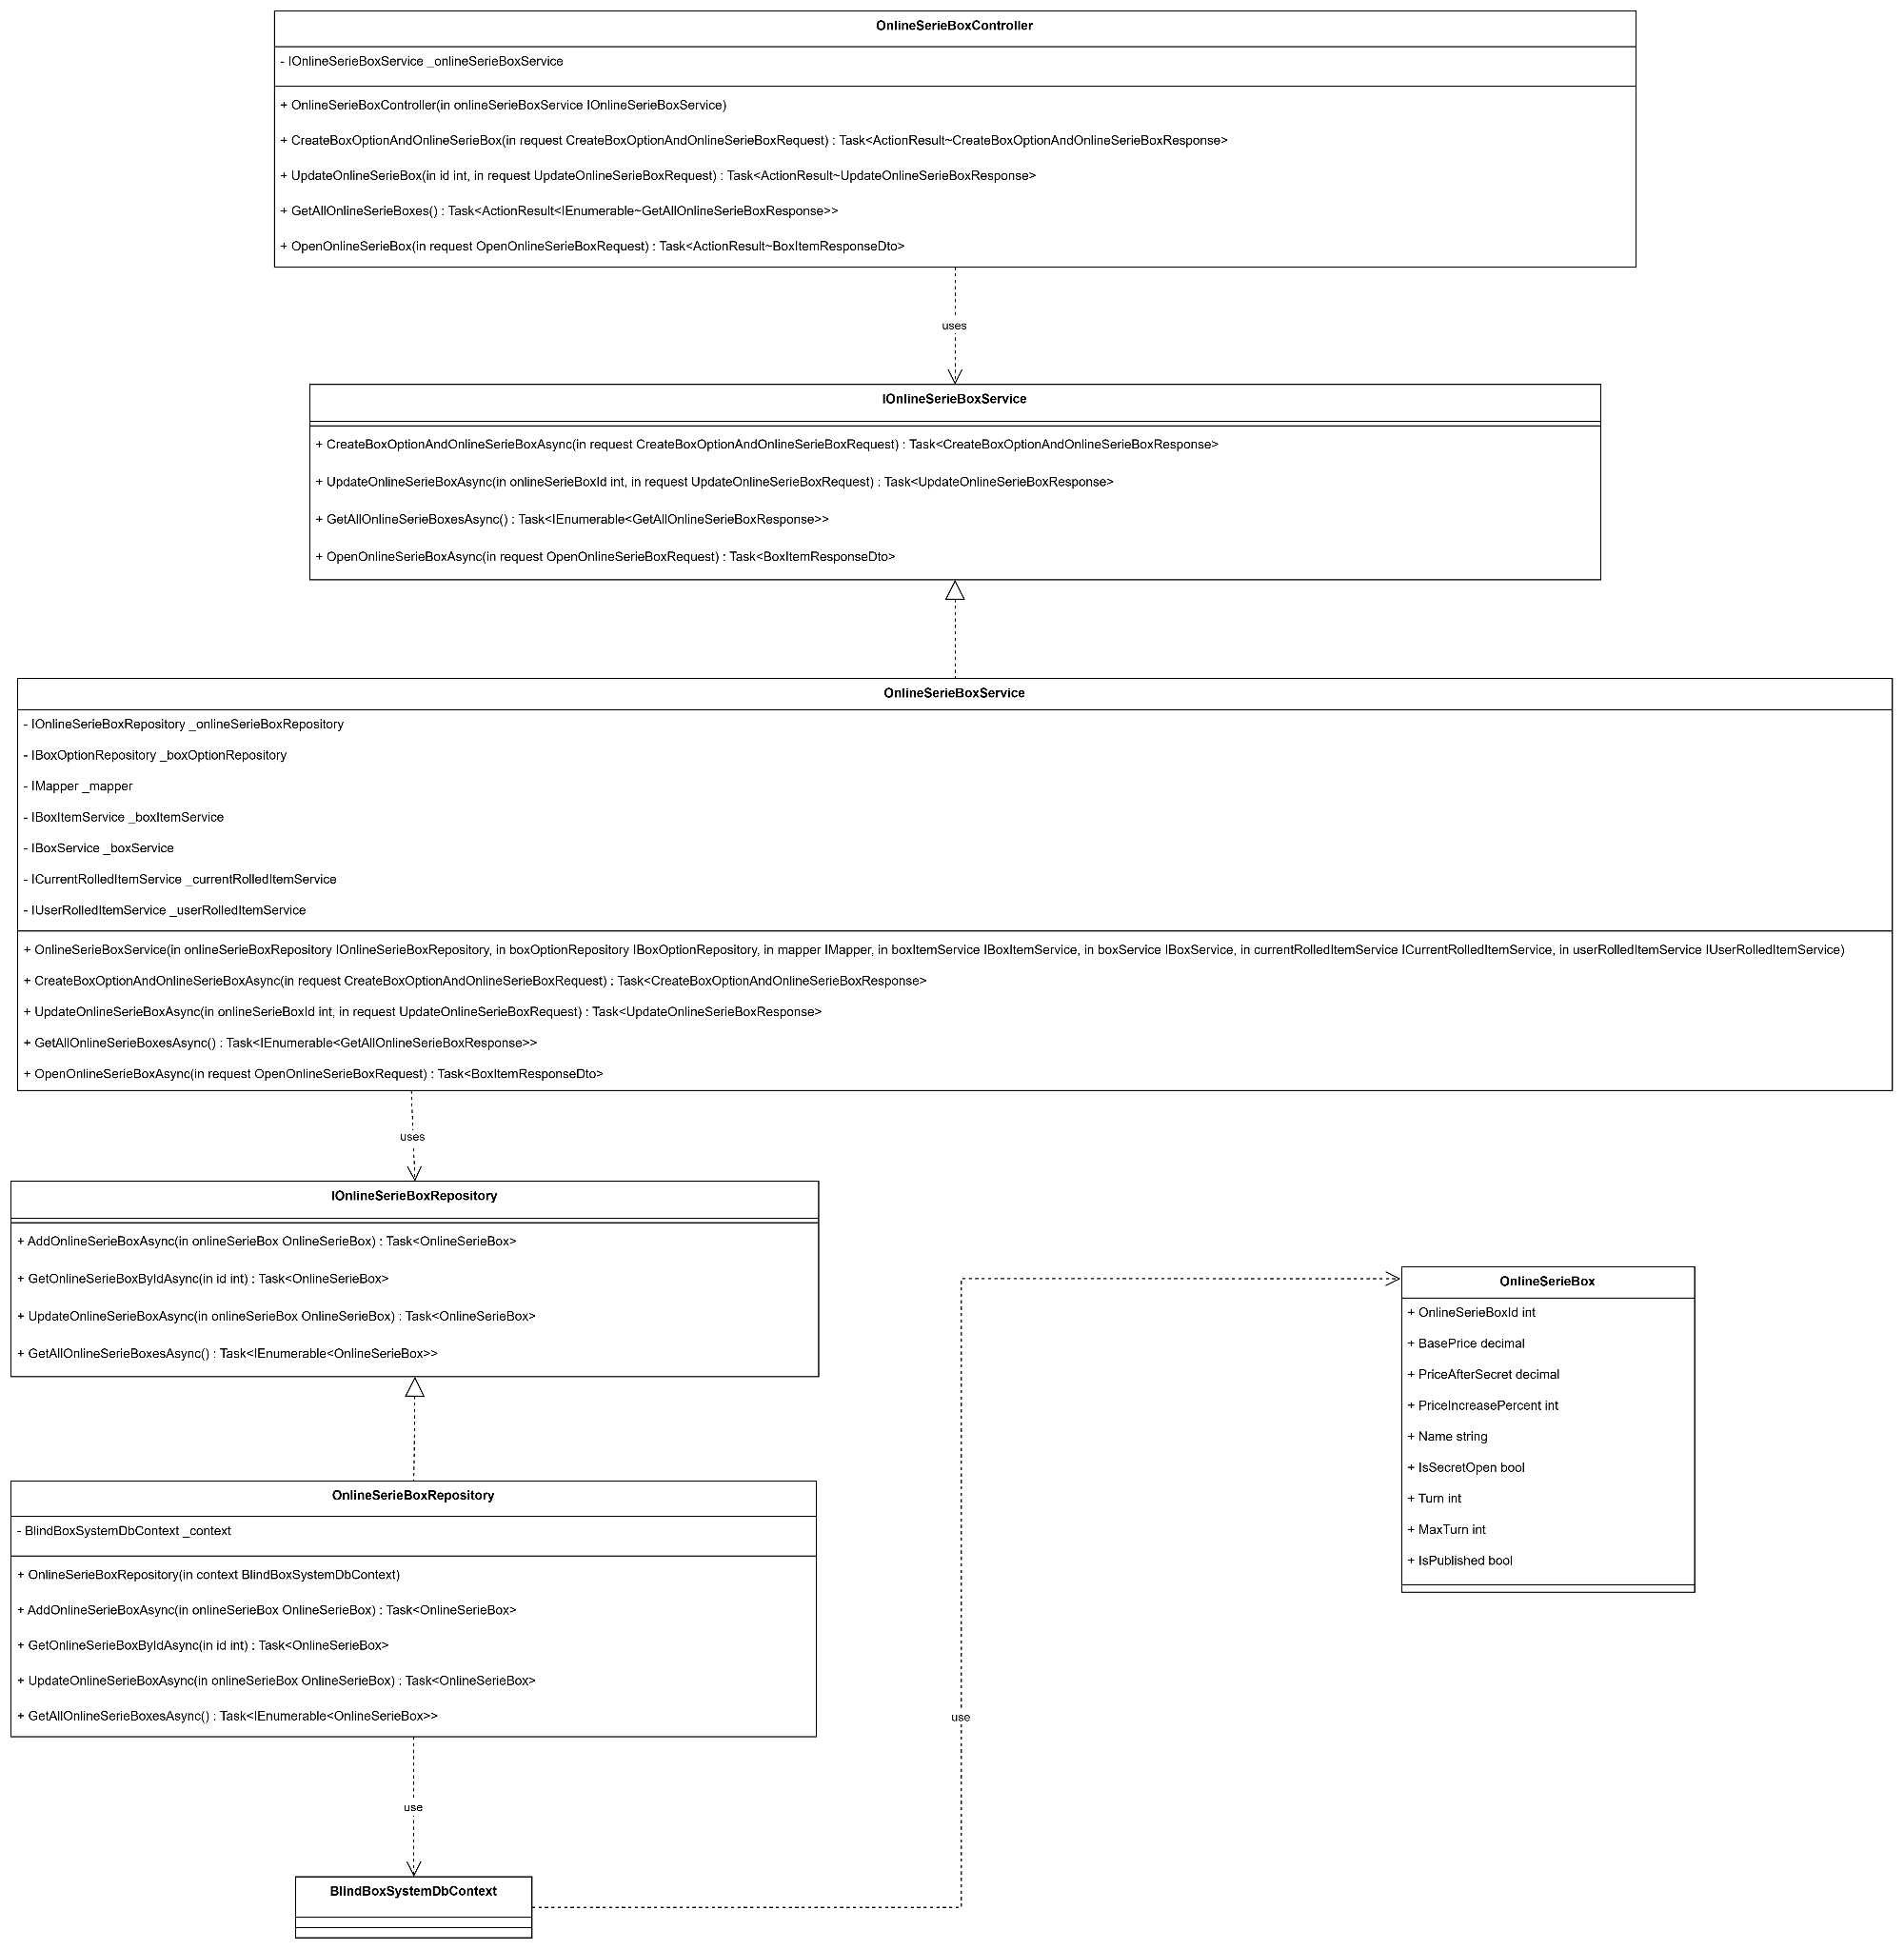 OnlineSerieBoxController
- IOnlineSerieBoxService _onlineSerieBoxService
+ OnlineSerieBoxController(in onlineSerieBoxService IOnlineSerieBoxService)
+ CreateBoxOptionAndOnlineSerieBox(in request CreateBoxOptionAndOnlineSerieBoxRequest) : Task<ActionResult~CreateBoxOptionAndOnlineSerieBoxResponse>
+ UpdateOnlineSerieBox(in id int, in request UpdateOnlineSerieBoxRequest) : Task<ActionResult~UpdateOnlineSerieBoxResponse>
+ GetAllOnlineSerieBoxes() : Task<ActionResult<IEnumerable~GetAllOnlineSerieBoxResponse>>
+ OpenOnlineSerieBox(in request OpenOnlineSerieBoxRequest) : Task<ActionResult~BoxItemResponseDto>
uses
IOnlineSerieBoxService
+ CreateBoxOptionAndOnlineSerieBoxAsync(in request CreateBoxOptionAndOnlineSerieBoxRequest) : Task<CreateBoxOptionAndOnlineSerieBoxResponse>
+ UpdateOnlineSerieBoxAsync(in onlineSerieBoxId int, in request UpdateOnlineSerieBoxRequest) : Task<UpdateOnlineSerieBoxResponse>
+ GetAllOnlineSerieBoxesAsync() : Task<IEnumerable<GetAllOnlineSerieBoxResponse>>
+ OpenOnlineSerieBoxAsync(in request OpenOnlineSerieBoxRequest) : Task<BoxItemResponseDto>
OnlineSerieBoxService
- IOnlineSerieBoxRepository _onlineSerieBoxRepository
- IBoxOptionRepository _boxOptionRepository
- IMapper _mapper
- IBoxItemService _boxItemService
- IBoxService _boxService
- ICurrentRolledItemService _currentRolledItemService
- IUserRolledItemService _userRolledItemService
+ OnlineSerieBoxService(in onlineSerieBoxRepository IOnlineSerieBoxRepository, in boxOptionRepository IBoxOptionRepository, in mapper IMapper, in boxItemService IBoxItemService, in boxService IBoxService, in currentRolledItemService ICurrentRolledItemService, in userRolledItemService IUserRolledItemService)
+ CreateBoxOptionAndOnlineSerieBoxAsync(in request CreateBoxOptionAndOnlineSerieBoxRequest) : Task<CreateBoxOptionAndOnlineSerieBoxResponse>
+ UpdateOnlineSerieBoxAsync(in onlineSerieBoxId int, in request UpdateOnlineSerieBoxRequest) : Task<UpdateOnlineSerieBoxResponse>
+ GetAllOnlineSerieBoxesAsync() : Task<IEnumerable<GetAllOnlineSerieBoxResponse>>
+ OpenOnlineSerieBoxAsync(in request OpenOnlineSerieBoxRequest) : Task<BoxItemResponseDto>
uses
IOnlineSerieBoxRepository
+ AddOnlineSerieBoxAsync(in onlineSerieBox OnlineSerieBox) : Task<OnlineSerieBox>
+ GetOnlineSerieBoxByIdAsync(in id int) : Task<OnlineSerieBox>
+ UpdateOnlineSerieBoxAsync(in onlineSerieBox OnlineSerieBox) : Task<OnlineSerieBox>
+ GetAllOnlineSerieBoxesAsync() : Task<IEnumerable<OnlineSerieBox>>
OnlineSerieBox
+ OnlineSerieBoxId int
+ BasePrice decimal
+ PriceAfterSecret decimal
+ PriceIncreasePercent int
+ Name string
+ IsSecretOpen bool
+ Turn int
+ MaxTurn int
+ IsPublished bool
OnlineSerieBoxRepository
- BlindBoxSystemDbContext _context
+ OnlineSerieBoxRepository(in context BlindBoxSystemDbContext)
+ AddOnlineSerieBoxAsync(in onlineSerieBox OnlineSerieBox) : Task<OnlineSerieBox>
+ GetOnlineSerieBoxByIdAsync(in id int) : Task<OnlineSerieBox>
+ UpdateOnlineSerieBoxAsync(in onlineSerieBox OnlineSerieBox) : Task<OnlineSerieBox>
+ GetAllOnlineSerieBoxesAsync() : Task<IEnumerable<OnlineSerieBox>>
use
use
BlindBoxSystemDbContext